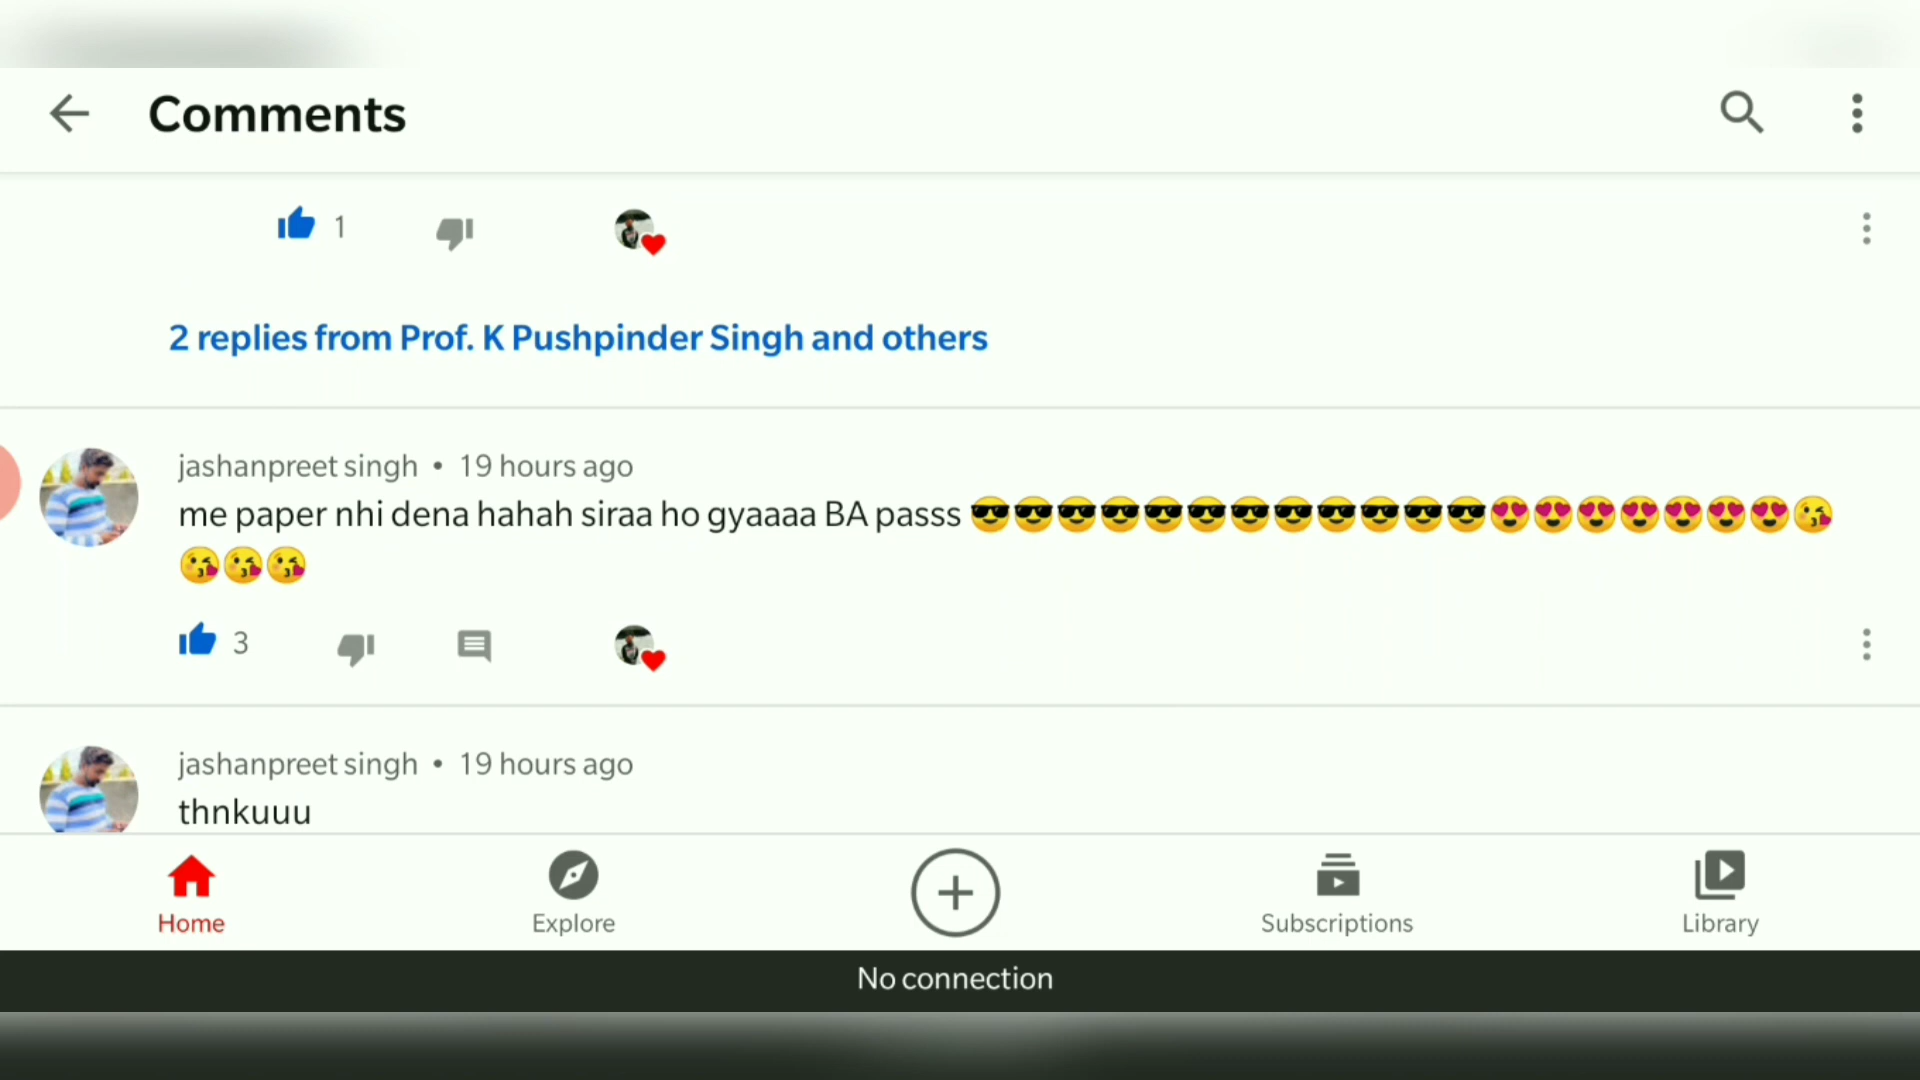 Comments
1
2 replies from Prof. K Pushpinder Singh and others
jashanpreet singh • 19 hours ago
me paper nhi dena hahah siraa ho gyaaaa BA passs 😎😎😎😎😎😎😎😎😎😎😎😎😍😍😍😍😍😍😍😘
😘😘😘
3
jashanpreet singh • 19 hours ago
thnkuuu
Home Explore Subscriptions Library
No connection